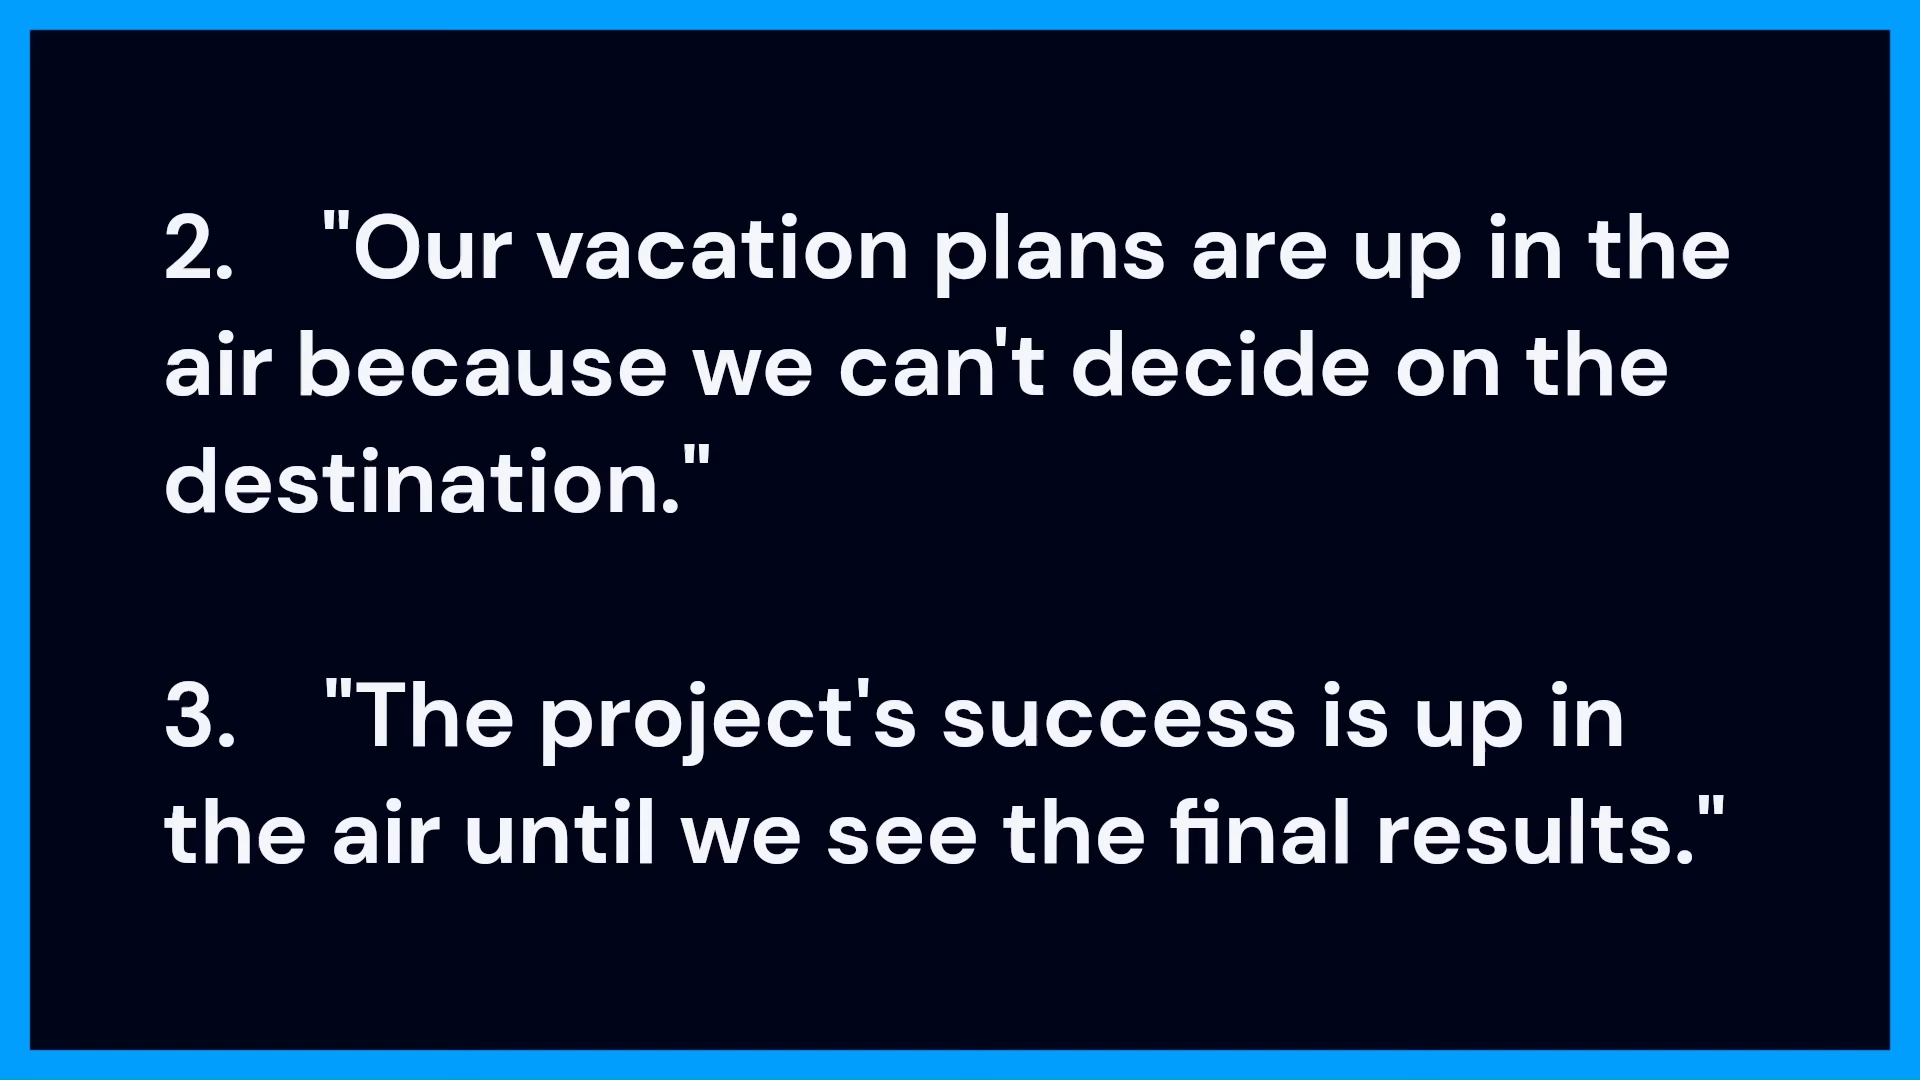 2. "Our vacation plans are up in the
air because we can't decide on the
destination."
3. "The project's success is up in
the air until we see the final results."